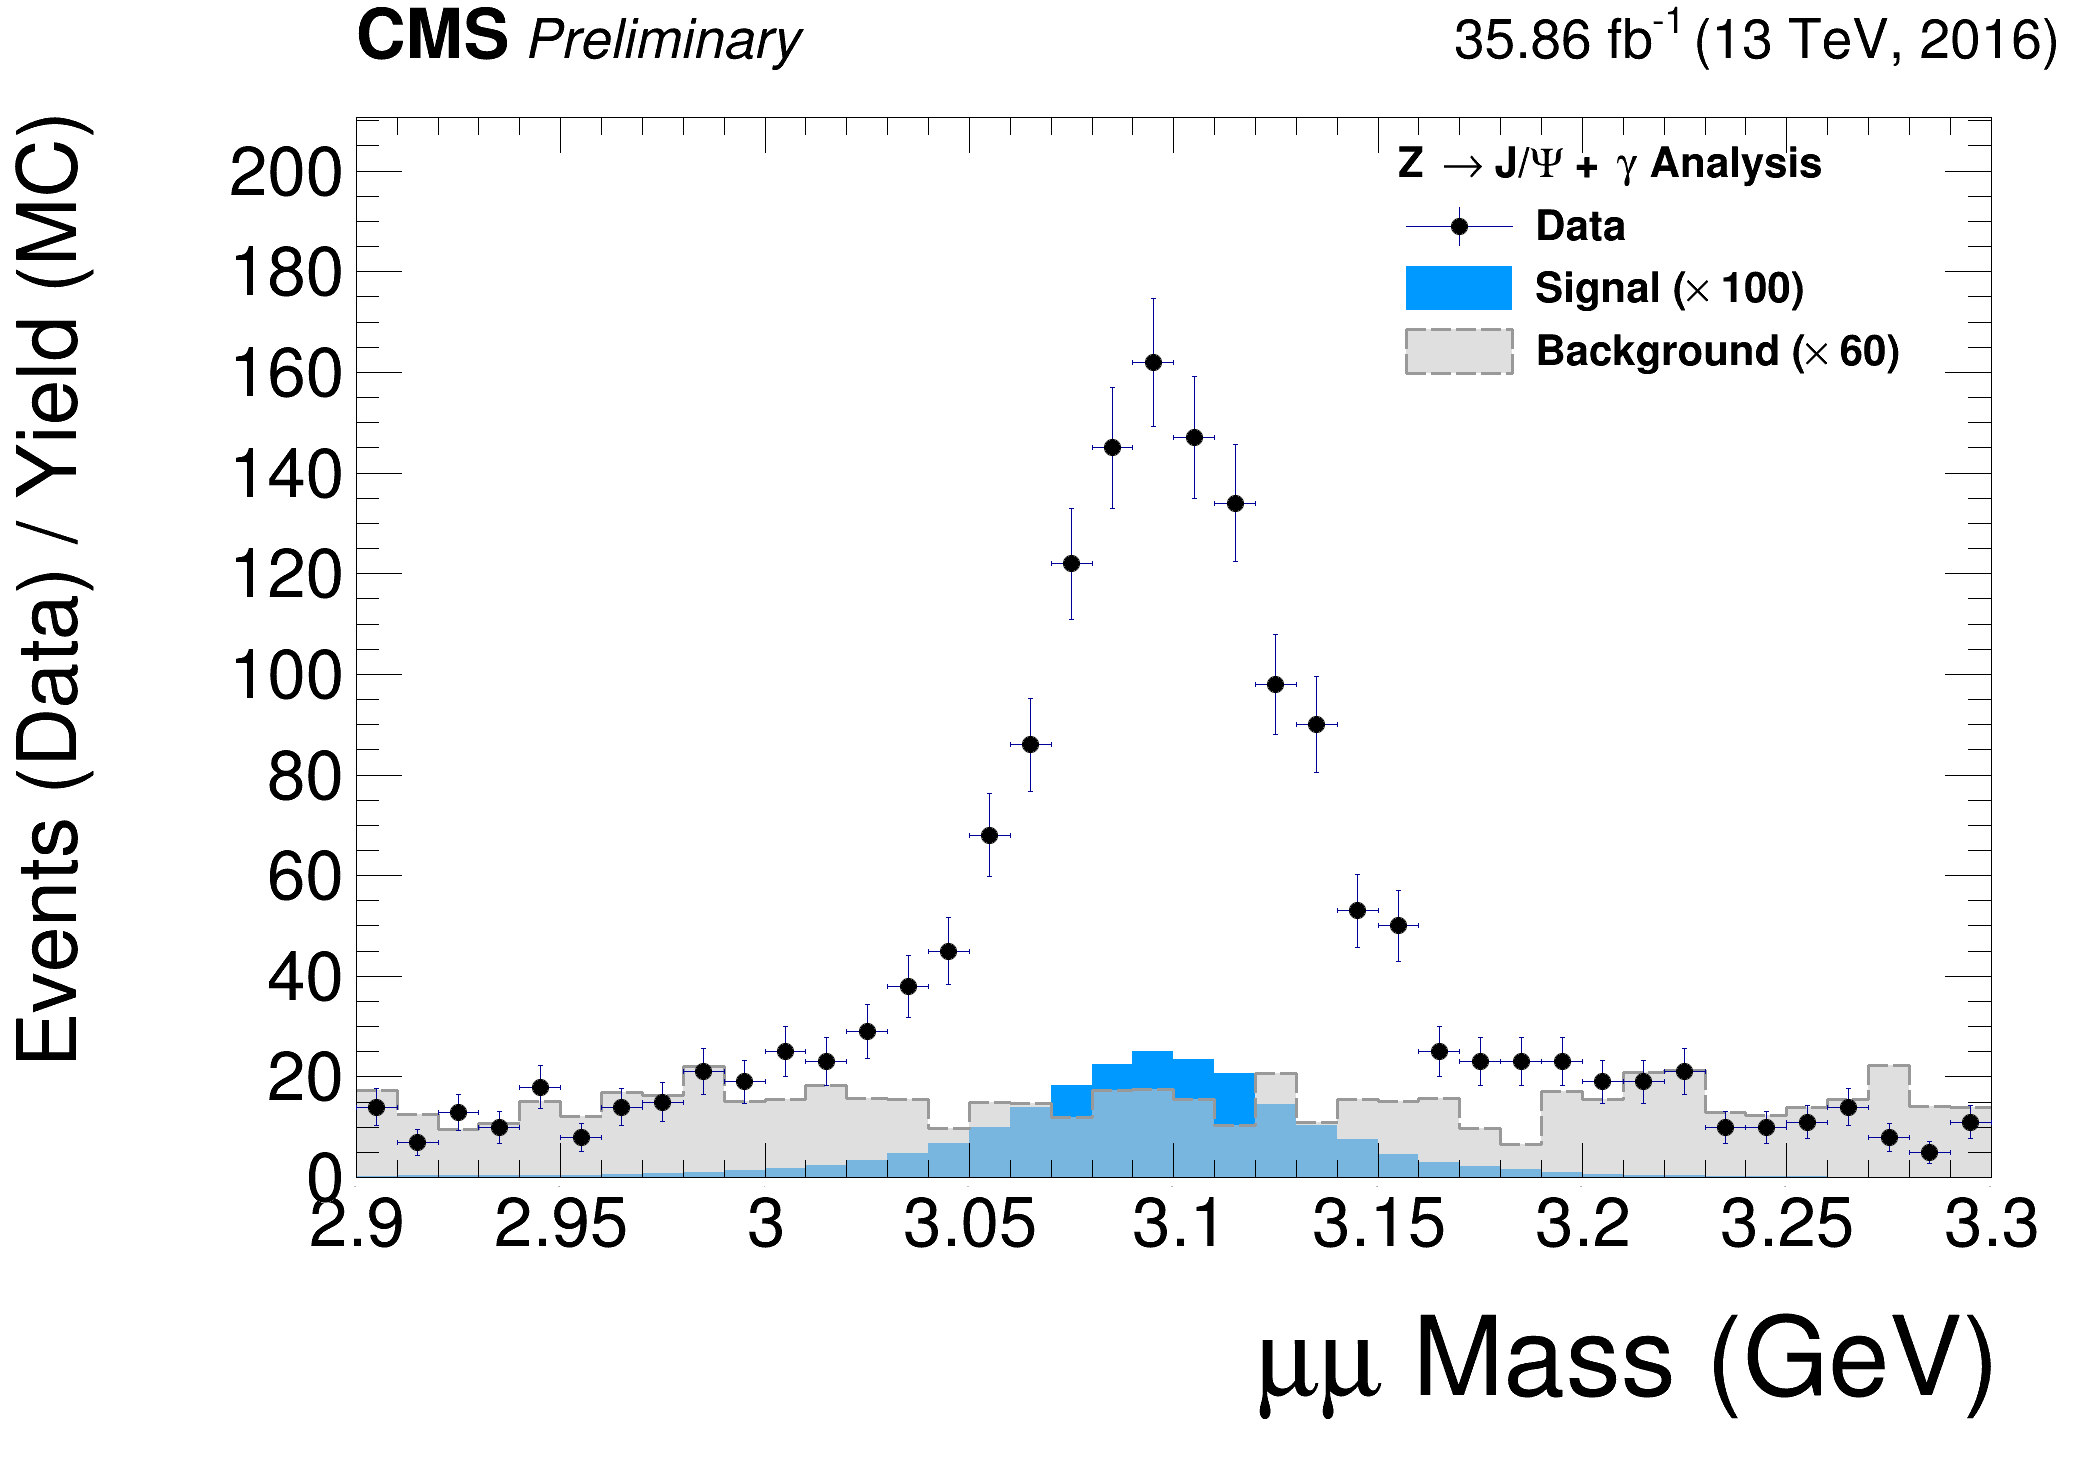 CMS Preliminary
35.86 fb⁻¹ (13 TeV, 2016)
Events (Data) / Yield (MC)
Z → J/Ψ + γ Analysis
Data
Signal (× 100)
Background (× 60)
200
180
160
140
120
100
80
60
40
20
0
2.9 2.95 3 3.05 3.1 3.15 3.2 3.25 3.3
μμ Mass (GeV)